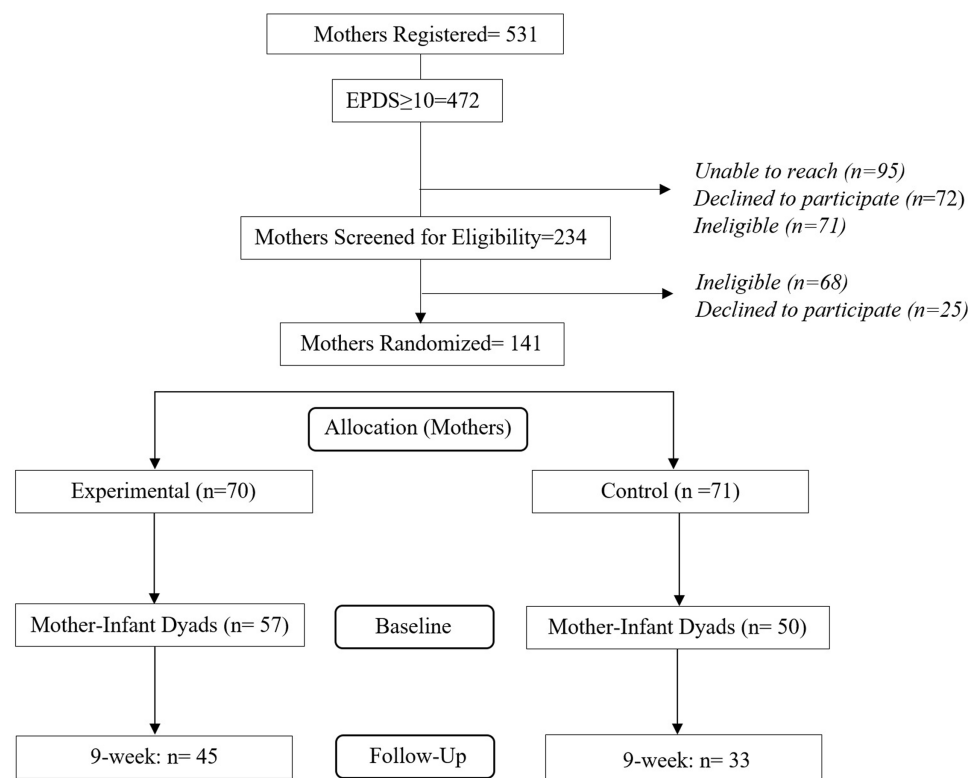 Mothers Registered= 531
EPDS≥10=472
Unable to reach (n=95)
Declined to participate (n=72)
Ineligible (n=71)
Mothers Screened for Eligibility=234
Ineligible (n=68)
Declined to participate (n=25)
Mothers Randomized= 141
Allocation (Mothers)
Experimental (n=70)
Control (n =71)
Mother-Infant Dyads (n= 57)
Baseline
Mother-Infant Dyads (n= 50)
9-week: n= 45
Follow-Up
9-week: n= 33